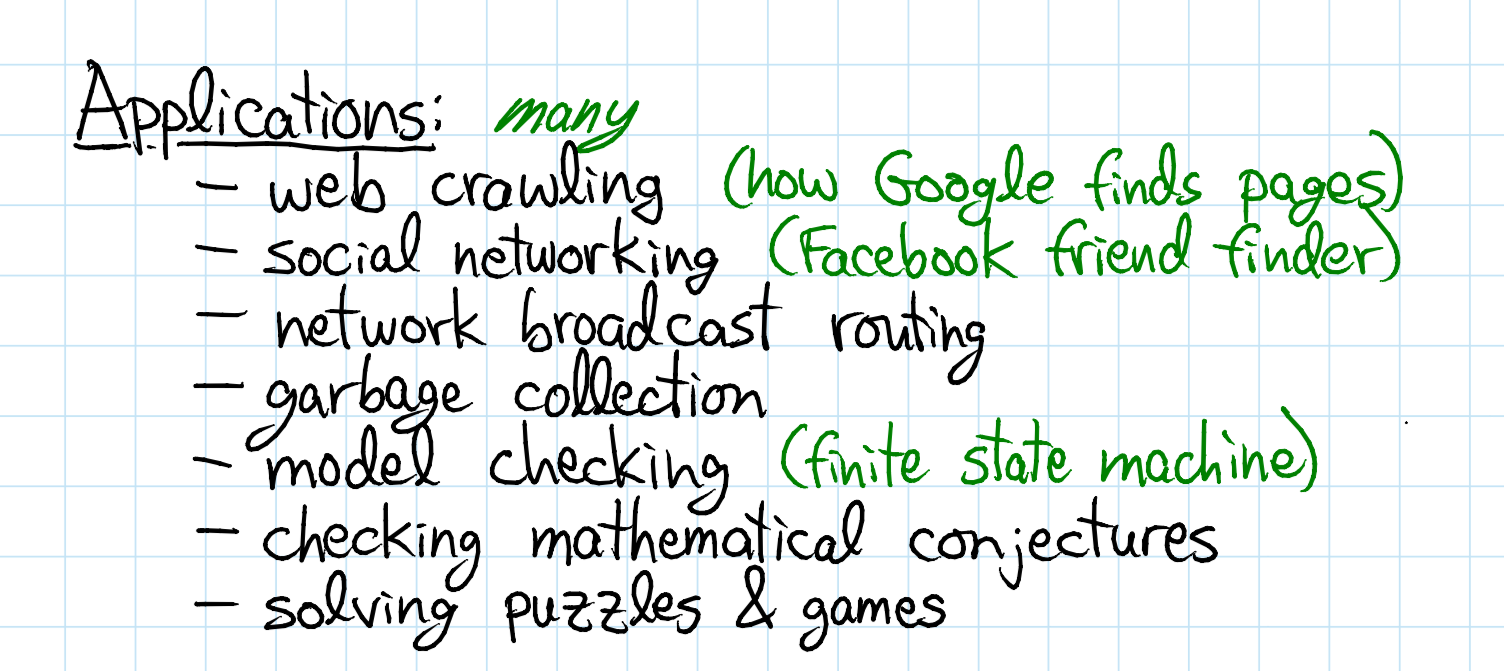 Applications: many
– web crawling (how Google finds pages)
– social networking (Facebook friend finder)
– network broadcast routing
– garbage collection
– model checking (finite state machine)
– checking mathematical conjectures
– solving puzzles & games